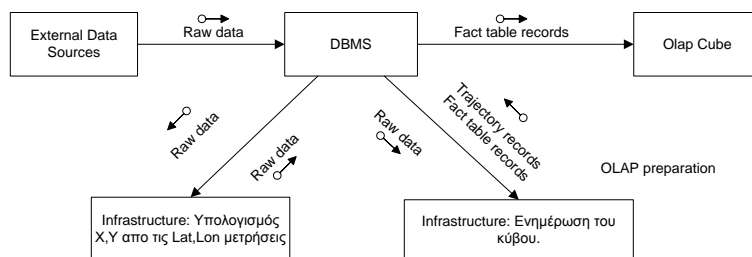 External Data
Sources
Raw data
DBMS
Fact table records
Olap Cube
Raw data
Raw data
Raw data
Trajectory records
Fact table records
OLAP preparation
Infrastructure: Υπολογισμός
Χ,Υ απο τις Lat,Lon μετρήσεις
Infrastructure: Ενημέρωση του
κύβου.